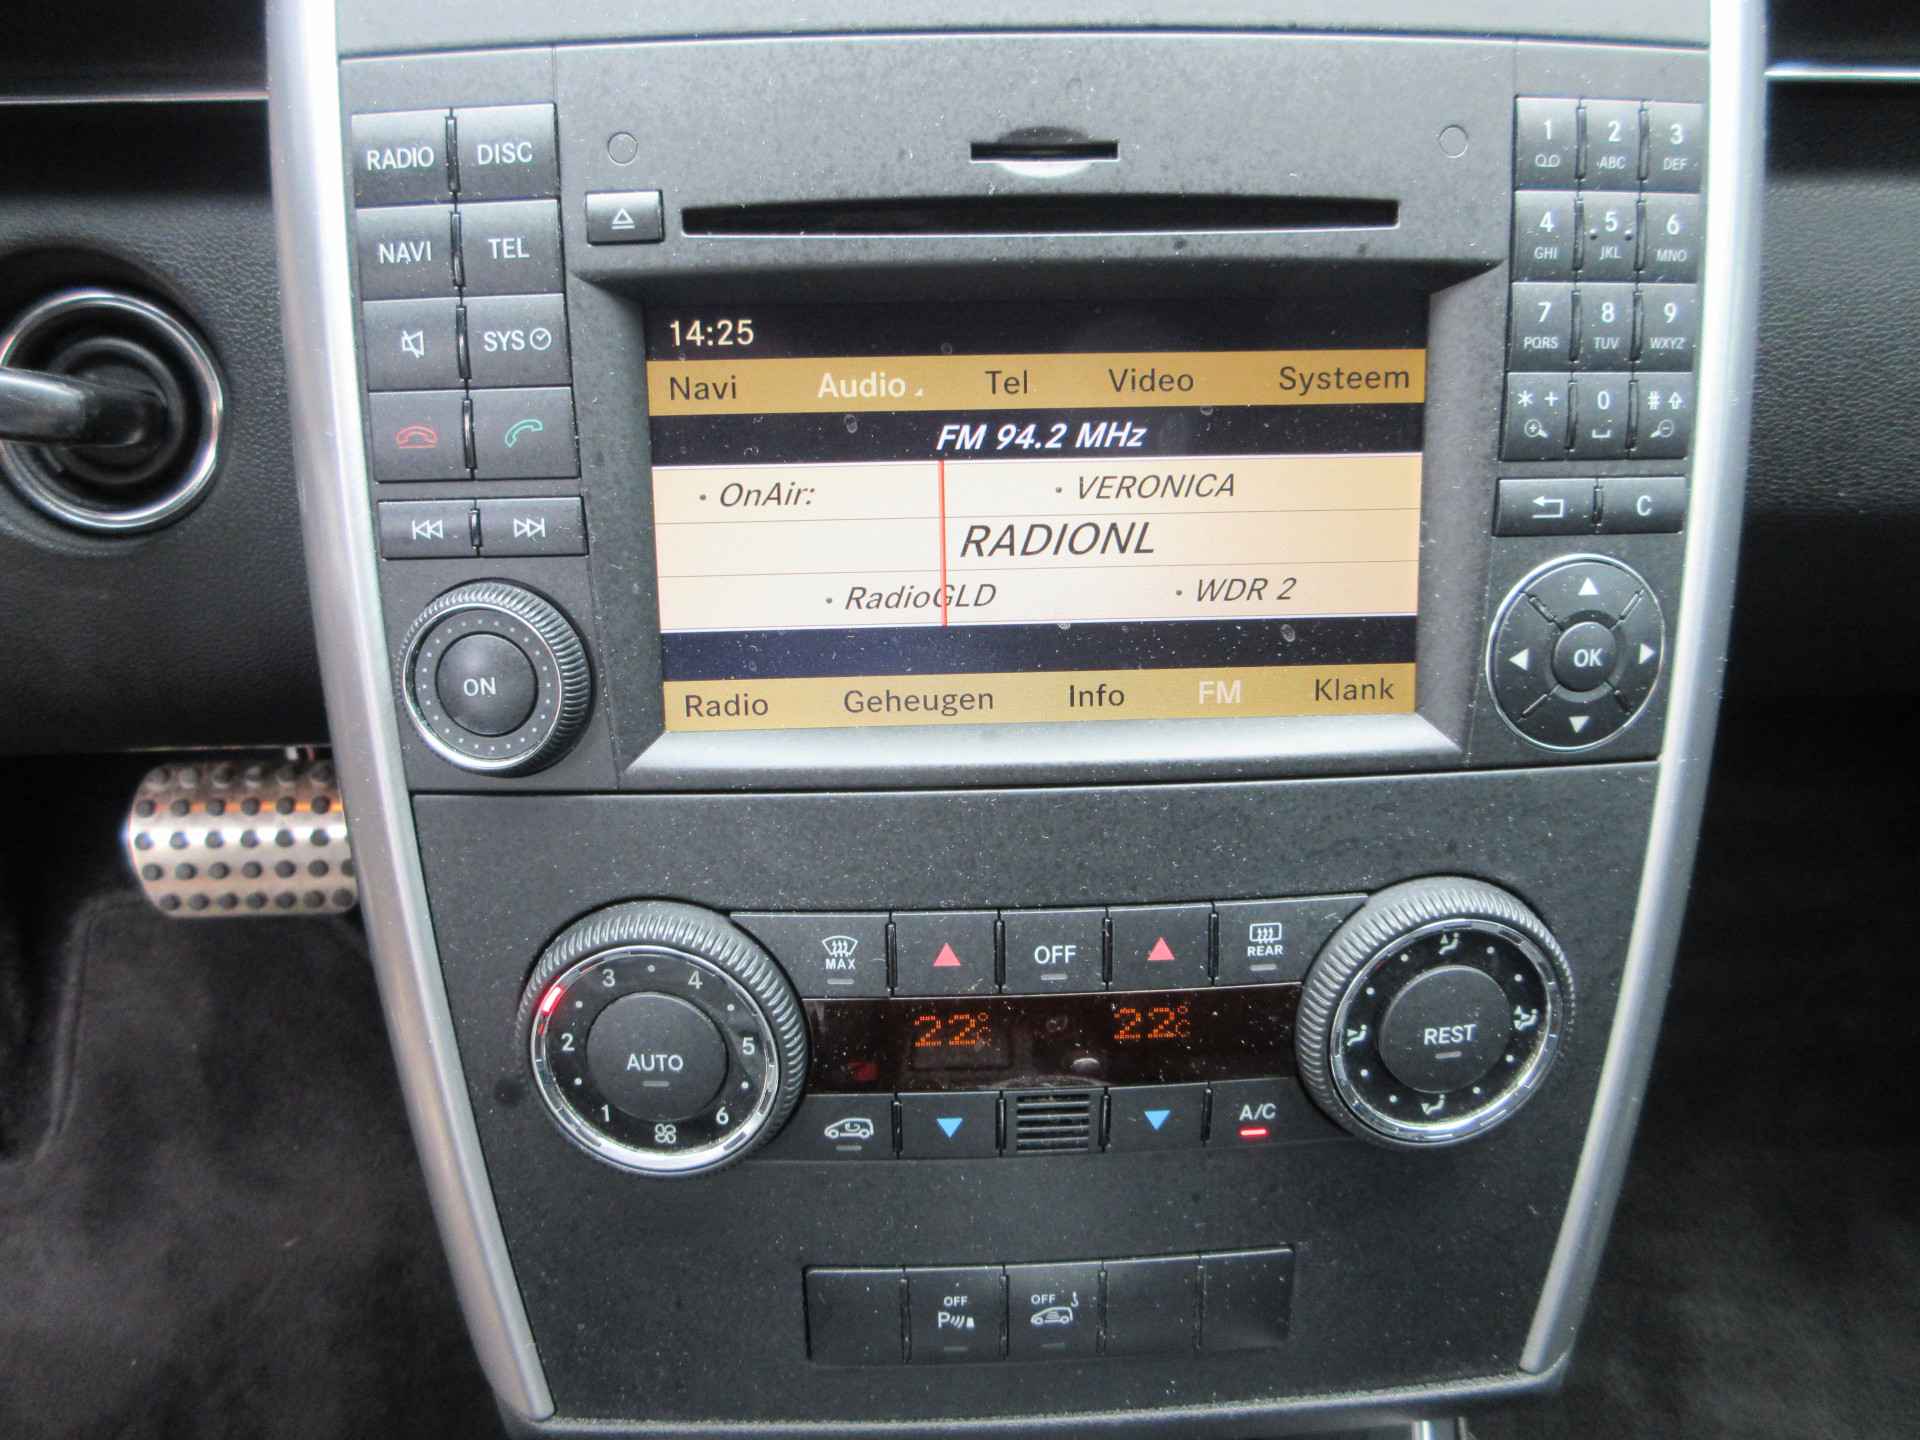 RADIO DISC
NAVI TEL
SYS
ON
1 2 ABC 3 DEF
4 GHI 5 JKL 6 MNO
7 PQRS 8 TUV 9 WXYZ
* + 0 #
C
OK
14:25
Navi Audio Tel Video Systeem
FM 94.2 MHz
• OnAir: • VERONICA
RADIONL
• RadioGLD • WDR 2
Radio Geheugen Info FM Klank
MAX OFF REAR
22°C 22°C
1 2 3 4 5 6
AUTO
REST
A/C
OFF OFF
P